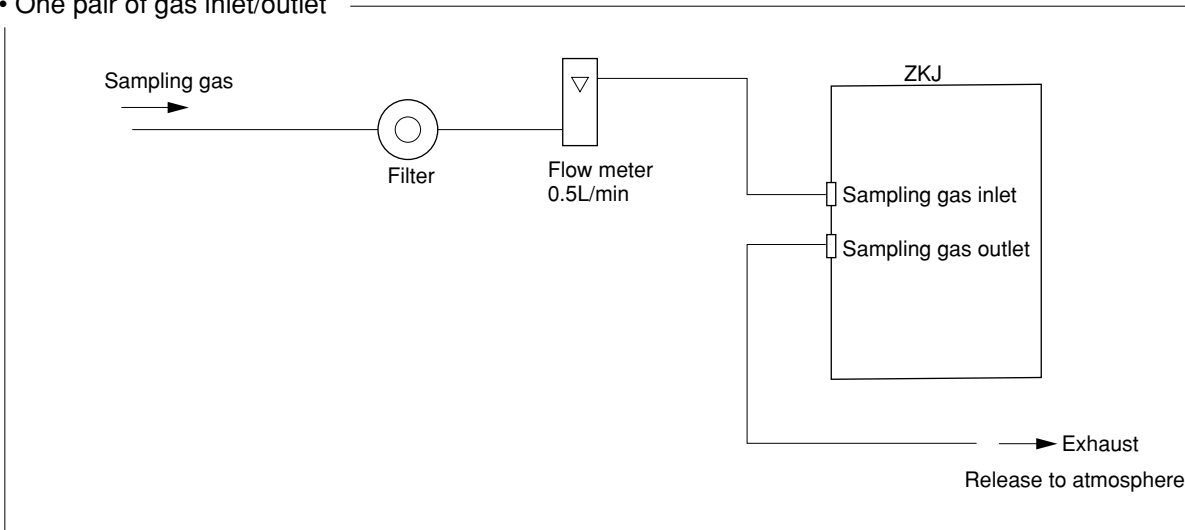 • One pair of gas inlet/outlet
Sampling gas
ZKJ
Filter
Flow meter
0.5L/min
Sampling gas inlet
Sampling gas outlet
Exhaust
Release to atmosphere